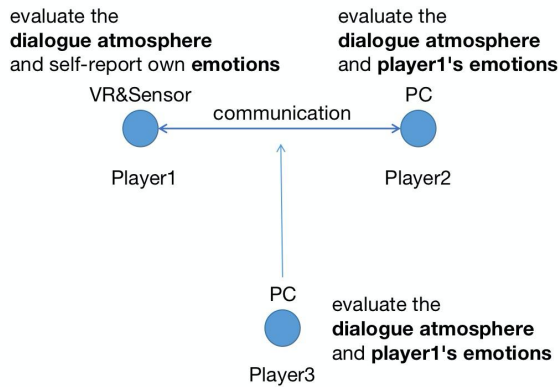 evaluate the
dialogue atmosphere
and self-report own emotions
evaluate the
dialogue atmosphere
and player1's emotions
VR&Sensor
communication
PC
Player1
Player2
PC
Player3
evaluate the
dialogue atmosphere
and player1's emotions